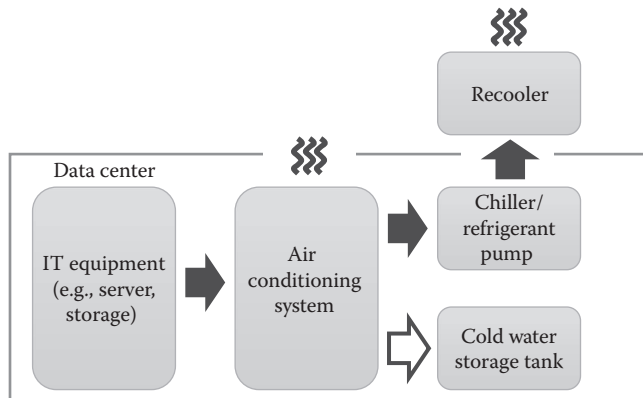 Recooler
Data center
IT equipment
(e.g., server,
storage)
Air
conditioning
system
Chiller/
refrigerant
pump
Cold water
storage tank